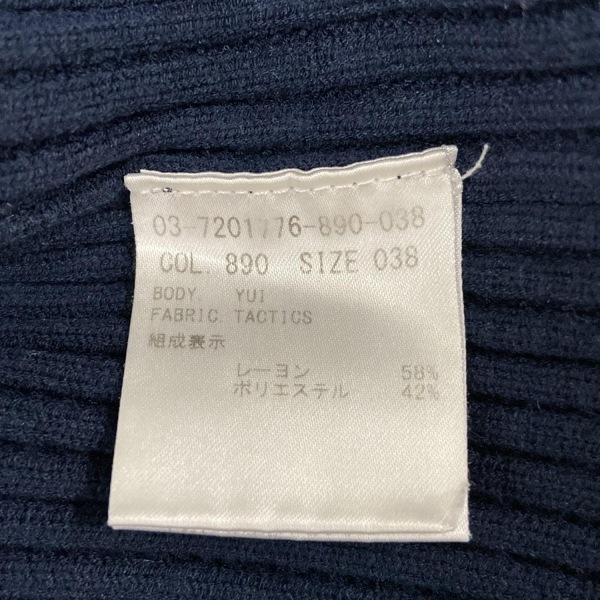 03-7201776-890-038
COL. 890 SIZE 038
BODY. YUI
FABRIC. TACTICS
組成表示
レーヨン 58%
ポリエステル 42%